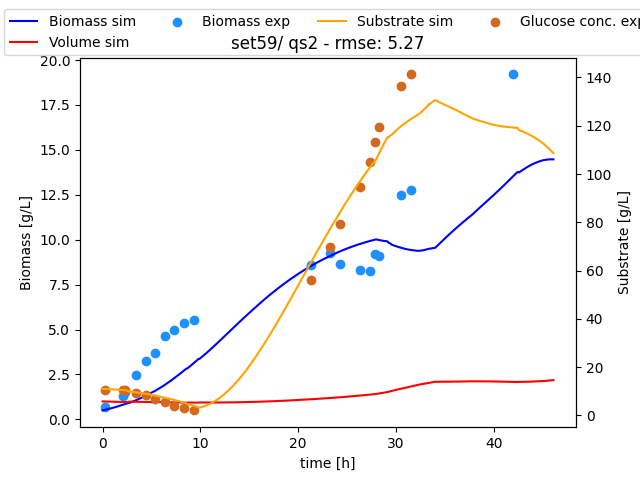 Biomass sim
Biomass exp
Substrate sim
Glucose conc. exp
Volume sim
set59/ qs2 - rmse: 5.27
20.0
17.5
15.0
12.5
10.0
7.5
5.0
2.5
0.0
Biomass [g/L]
140
120
100
80
60
40
20
0
Substrate [g/L]
0
10
20
30
40
time [h]